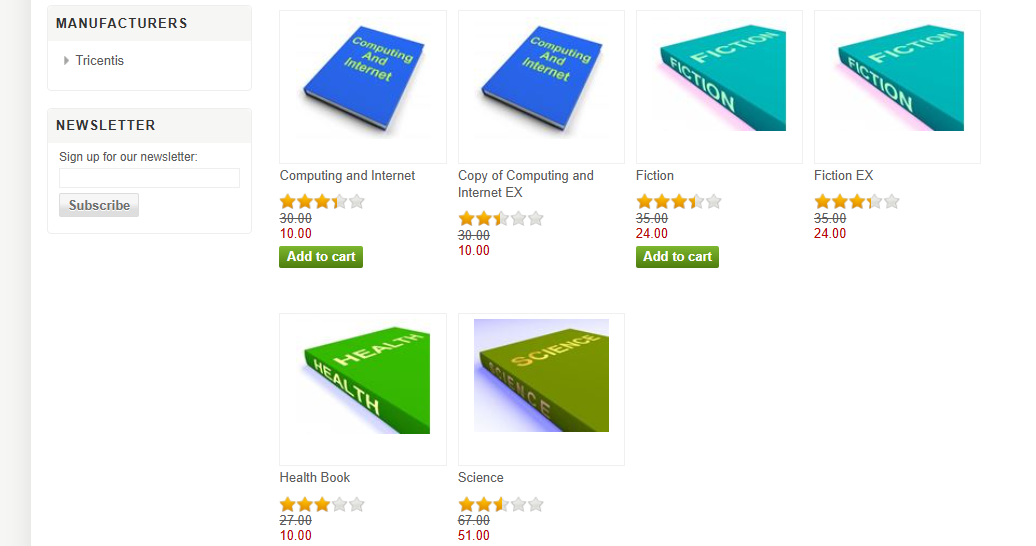 MANUFACTURERS
Tricentis
NEWSLETTER
Sign up for our newsletter:
Subscribe
Computing
And
Internet
Computing and Internet
30.00
10.00
Add to cart
Computing
And
Internet
Copy of Computing and
Internet EX
30.00
10.00
FICTION
FICTION
Fiction
35.00
24.00
Add to cart
FICTION
FICTION
Fiction EX
35.00
24.00
HEALTH
HEALTH
Health Book
27.00
10.00
SCIENCE
SCIENCE
Science
67.00
51.00